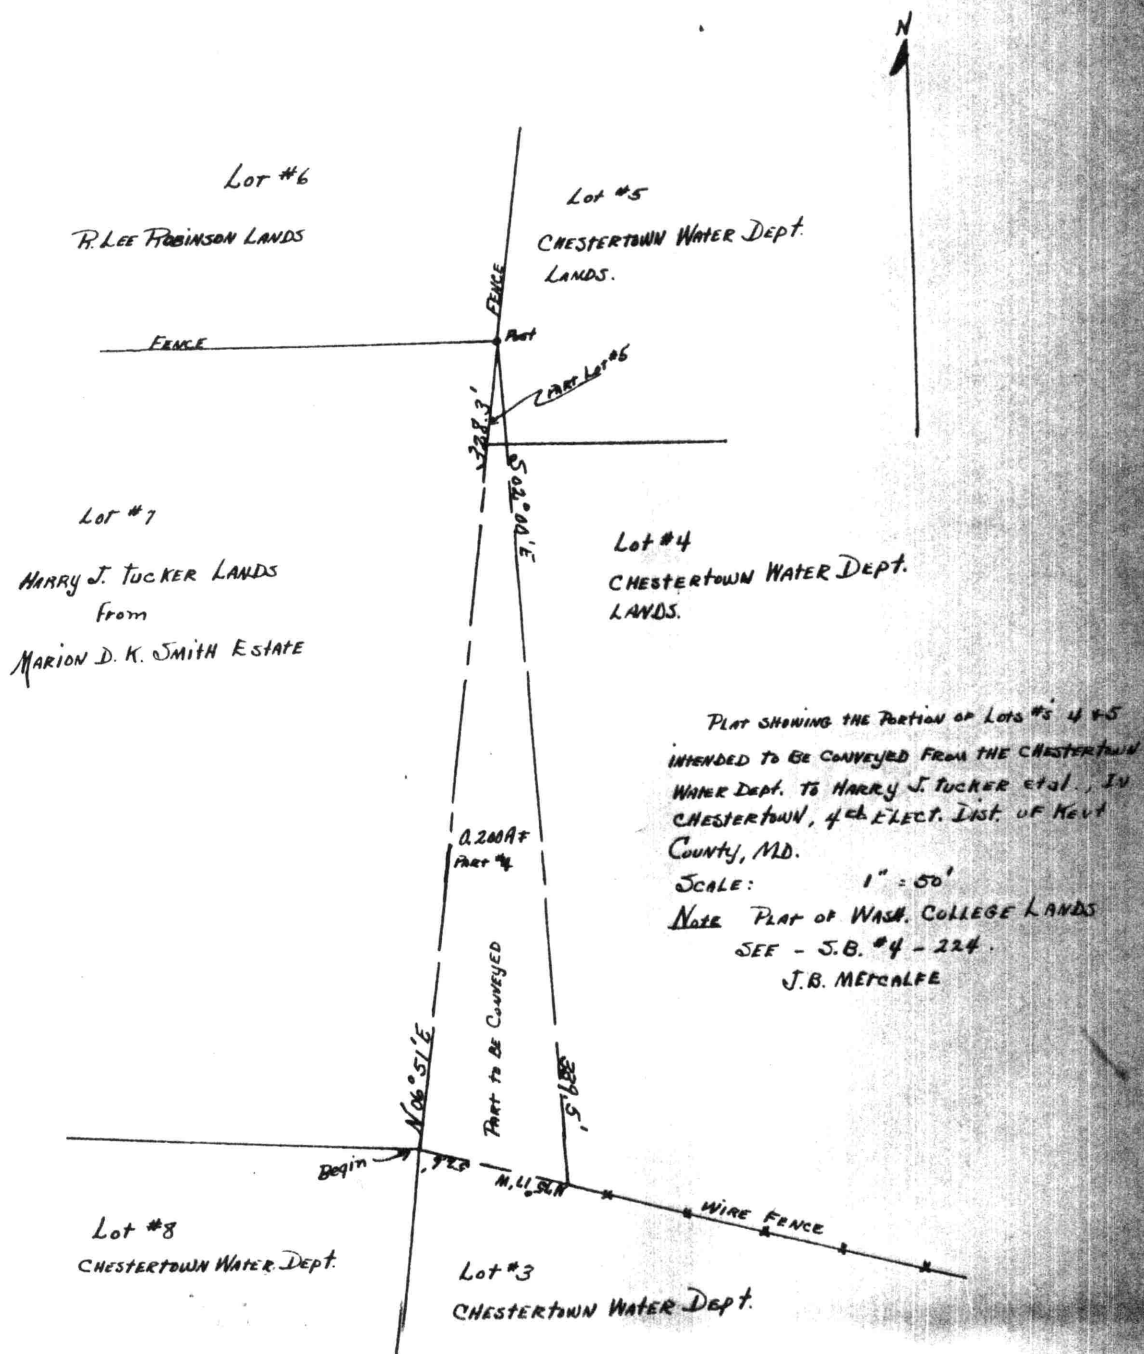 N
Lot #6
R. LEE ROBINSON LANDS
Lot #5
CHESTERTOWN WATER Dept.
LANDS.
FENCE
FENCE
Post
PART Lot #5
328.3'
S02°00'E
Lot #7
HARRY J. TUCKER LANDS
From
MARION D. K. SMITH ESTATE
Lot #4
CHESTERTOWN WATER DEPT.
LANDS.
PLAT SHOWING THE PORTION OF LOTS #'s 4 & 5
INTENDED TO BE CONVEYED FROM THE CHESTERTOWN
WATER DEPT. TO HARRY J. TUCKER etal., IN
CHESTERTOWN, 4th ELECT. DIST. OF KENT
COUNTY, MD.
SCALE: 1" = 50'
Note PLAT OF WASH. COLLEGE LANDS
SEE - S.B. #4 - 224.
J.B. METCALFE
0.200A∓
PART #4
PART TO BE CONVEYED
N06°51'E
339.5'
Begin
N76°17'W
WIRE FENCE
Lot #8
CHESTERTOWN WATER Dept.
Lot #3
CHESTERTOWN WATER Dept.